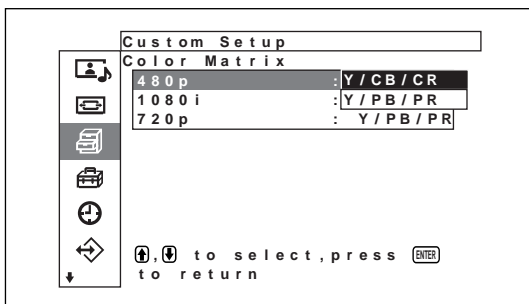 Custom Setup
Color Matrix
480p : Y/CB/CR
1080i : Y/PB/PR
720p : Y/PB/PR
, to select, press ENTER
to return